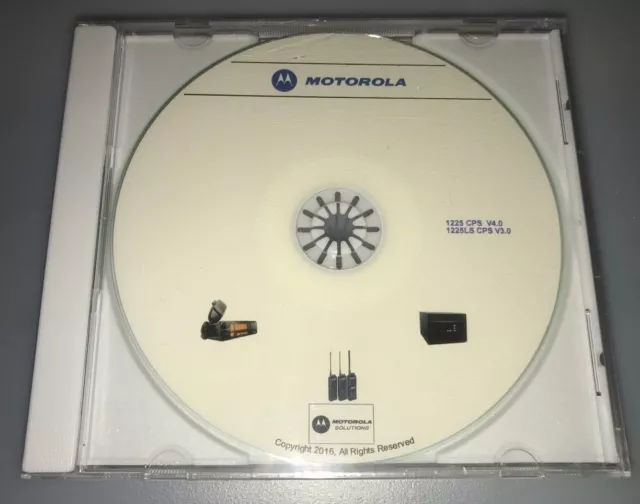 MOTOROLA
1225 CPS V4.0
1225LS CPS V3.0
MOTOROLA
SOLUTIONS
Copyright 2016, All Rights Reserved